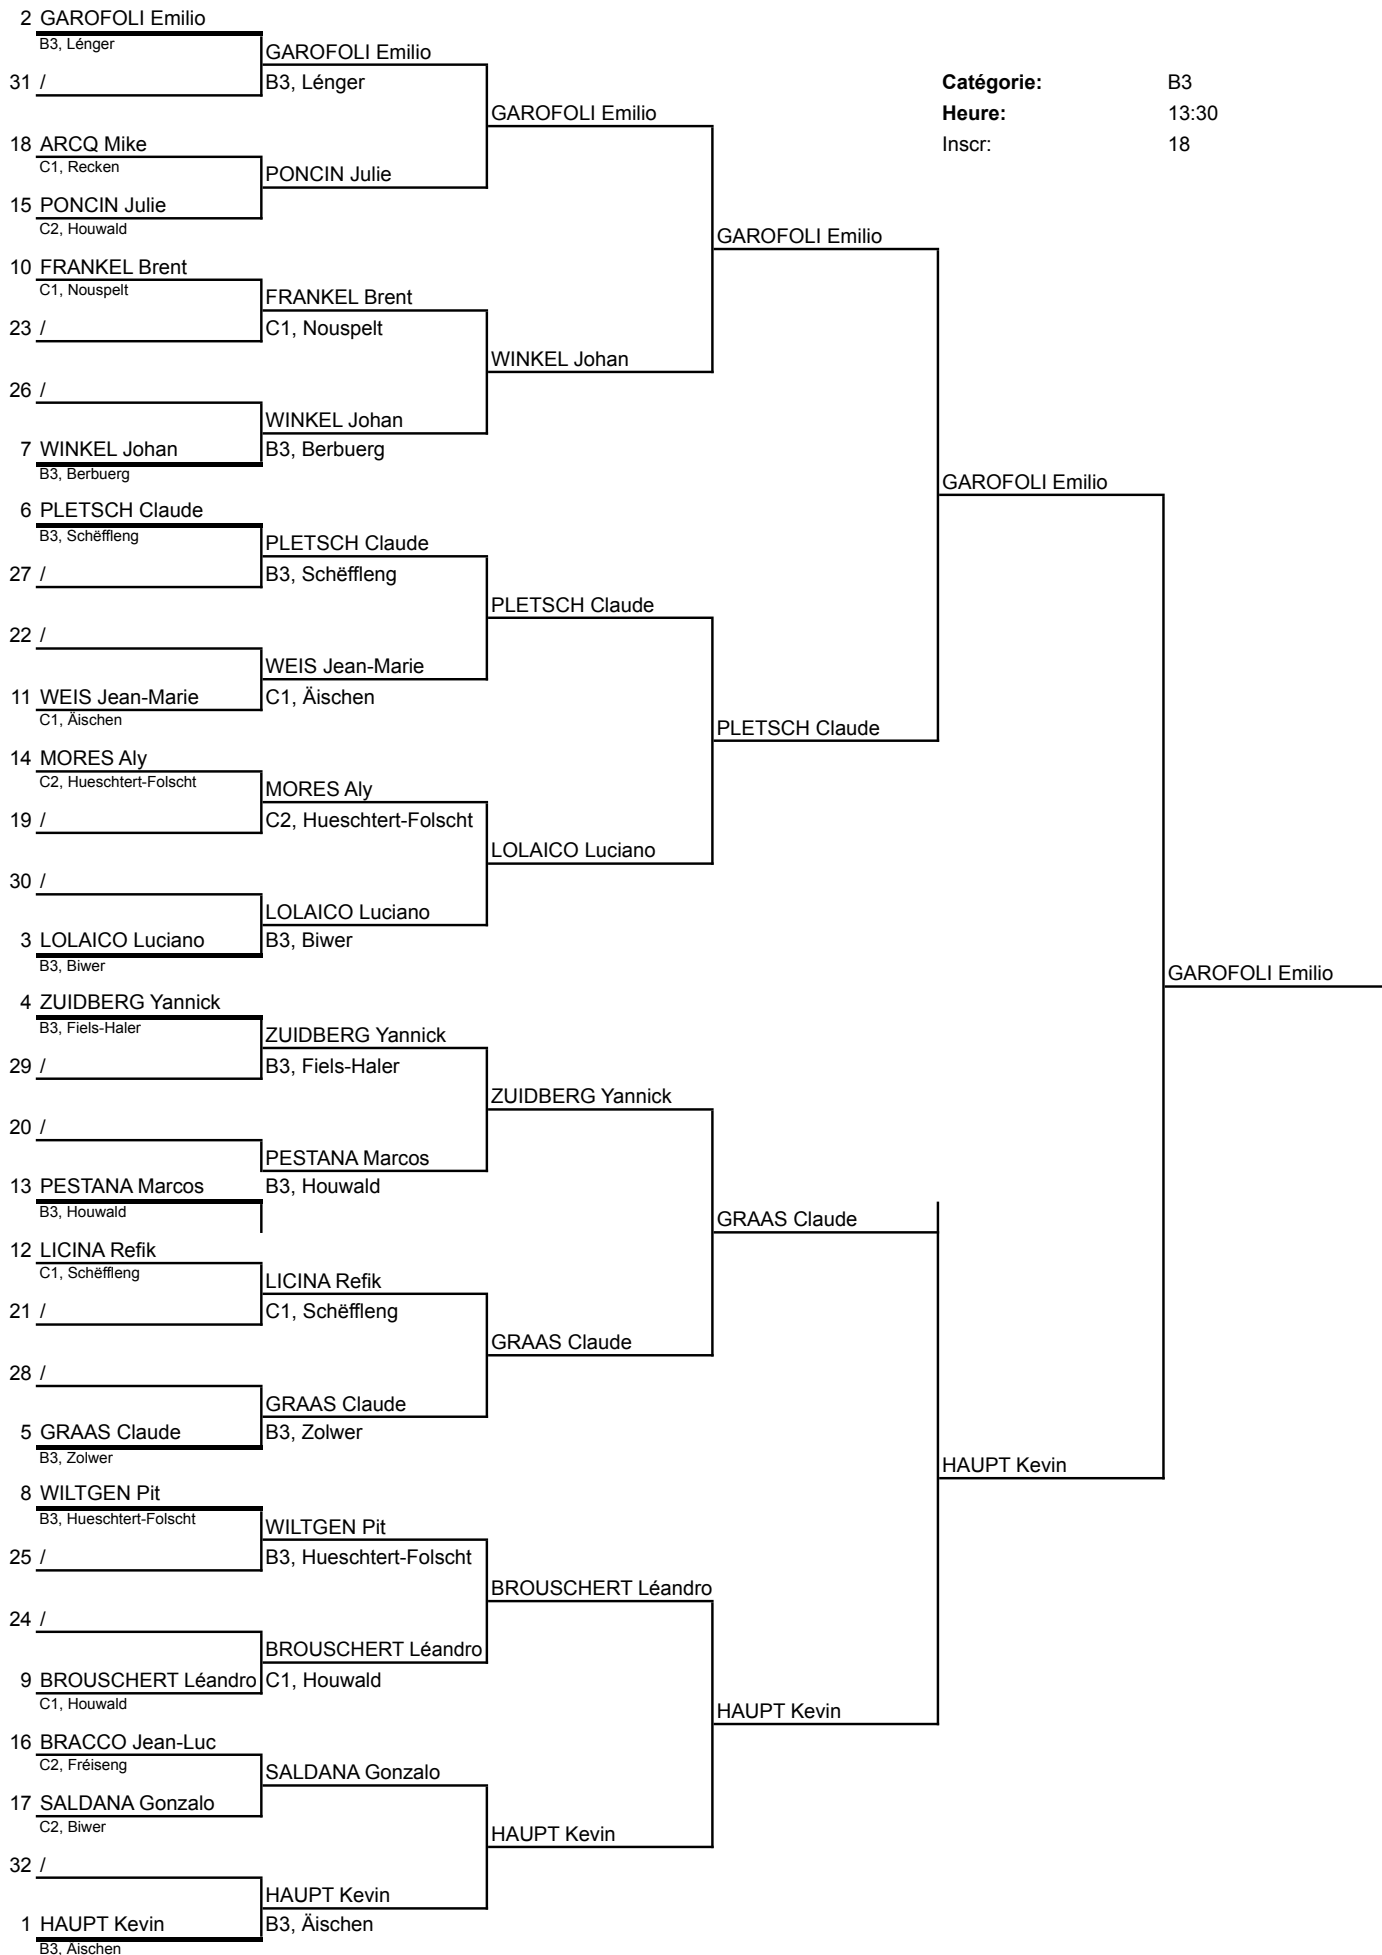 2 GAROFOLI Emilio
B3, Lénger
GAROFOLI Emilio
31 /
B3, Lénger
Catégorie: B3
GAROFOLI Emilio
Heure: 13:30
18 ARCQ Mike
Inscr: 18
C1, Recken
PONCIN Julie
15 PONCIN Julie
C2, Houwald
GAROFOLI Emilio
10 FRANKEL Brent
C1, Nouspelt
FRANKEL Brent
23 /
C1, Nouspelt
WINKEL Johan
26 /
WINKEL Johan
7 WINKEL Johan
B3, Berbuerg
B3, Berbuerg
GAROFOLI Emilio
6 PLETSCH Claude
B3, Schëffleng
PLETSCH Claude
27 /
B3, Schëffleng
PLETSCH Claude
22 /
WEIS Jean-Marie
11 WEIS Jean-Marie
C1, Äischen
C1, Äischen
PLETSCH Claude
14 MORES Aly
C2, Hueschtert-Folscht
MORES Aly
19 /
C2, Hueschtert-Folscht
LOLAICO Luciano
30 /
LOLAICO Luciano
3 LOLAICO Luciano
B3, Biwer
B3, Biwer
GAROFOLI Emilio
4 ZUIDBERG Yannick
B3, Fiels-Haler
ZUIDBERG Yannick
29 /
B3, Fiels-Haler
ZUIDBERG Yannick
20 /
PESTANA Marcos
13 PESTANA Marcos
B3, Houwald
B3, Houwald
GRAAS Claude
12 LICINA Refik
C1, Schëffleng
LICINA Refik
21 /
C1, Schëffleng
GRAAS Claude
28 /
GRAAS Claude
5 GRAAS Claude
B3, Zolwer
B3, Zolwer
HAUPT Kevin
8 WILTGEN Pit
B3, Hueschtert-Folscht
WILTGEN Pit
25 /
B3, Hueschtert-Folscht
BROUSCHERT Léandro
24 /
BROUSCHERT Léandro
9 BROUSCHERT Léandro
C1, Houwald
C1, Houwald
HAUPT Kevin
16 BRACCO Jean-Luc
C2, Fréiseng
SALDANA Gonzalo
17 SALDANA Gonzalo
C2, Biwer
HAUPT Kevin
32 /
HAUPT Kevin
1 HAUPT Kevin
B3, Äischen
B3, Äischen